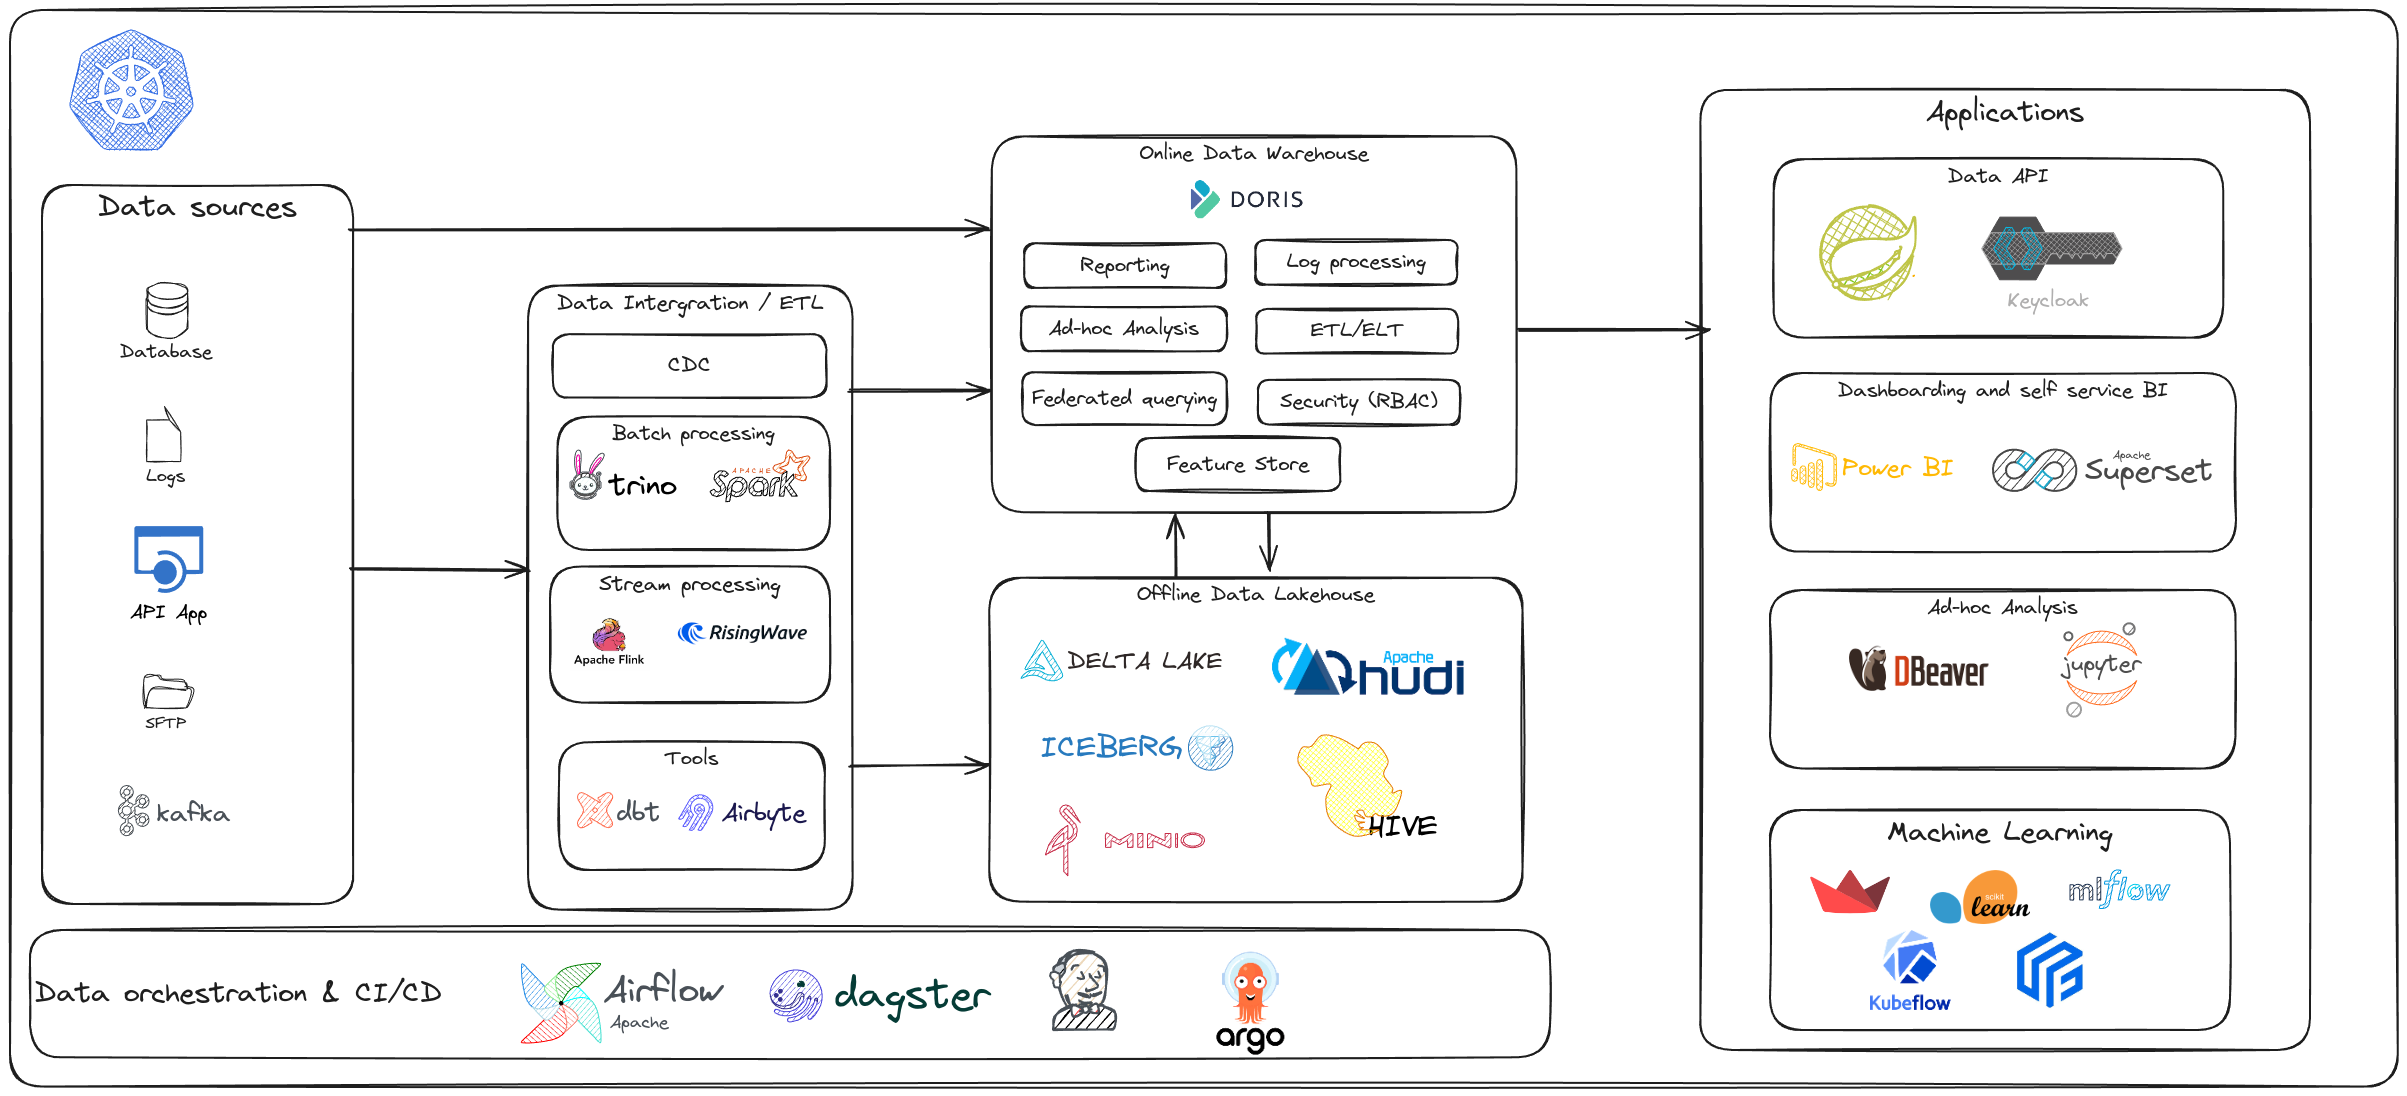 Data sources
Database
Logs
API App
SFTP
kafka
Data Intergration / ETL
CDC
Batch processing
trino
APACHE
Spark
Stream processing
Apache Flink
RisingWave
Tools
dbt
Airbyte
Online Data Warehouse
DORIS
Reporting
Log processing
Ad-hoc Analysis
ETL/ELT
Federated querying
Security (RBAC)
Feature Store
Offline Data Lakehouse
DELTA LAKE
Apache
hudi
ICEBERG
HIVE
MINIO
Applications
Data API
Keycloak
Dashboarding and self service BI
Power BI
Apache
Superset
Ad-hoc Analysis
DBeaver
jupyter
Machine Learning
scikit
learn
mlflow
Kubeflow
Data orchestration & CI/CD
Airflow
Apache
dagster
argo